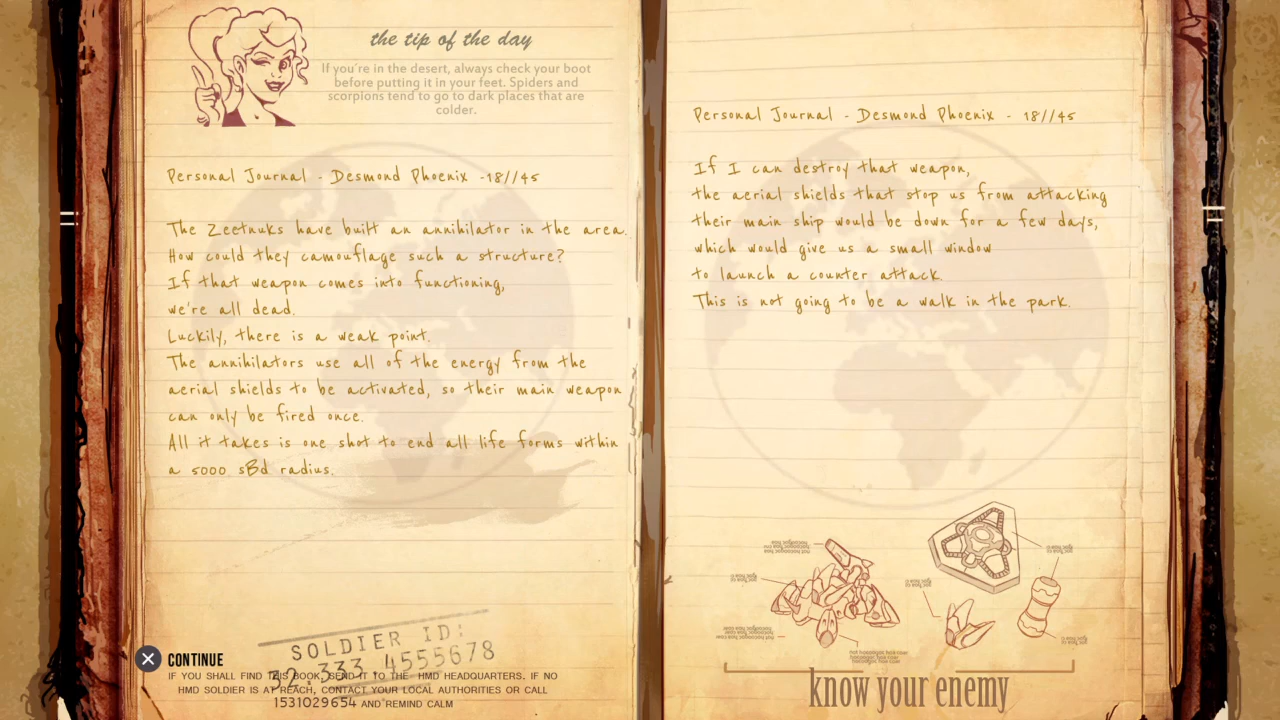 the tip of the day
If you're in the desert, always check your boot
before putting it in your feet. Spiders and
scorpions tend to go to dark places that are
colder.
Personal Journal - Desmond Phoenix -18//45
The Zeetnuks have built an annihilator in the area.
How could they camouflage such a structure?
If that weapon comes into functioning,
we're all dead.
Luckily, there is a weak point.
The annihilators use all of the energy from the
aerial shields to be activated, so their main weapon
can only be fired once.
All it takes is one shot to end all life forms within
a 5000 sBd radius.
SOLDIER ID:
32.333.4555678
CONTINUE
IF YOU SHALL FIND THIS BOOK, SEND IT TO THE HMD HEADQUARTERS. IF NO
HMD SOLDIER IS AT REACH, CONTACT YOUR LOCAL AUTHORITIES OR CALL
1531029654 AND REMIND CALM
Personal Journal - Desmond Phoenix - 18//45
If I can destroy that weapon,
the aerial shields that stop us from attacking
their main ship would be down for a few days,
which would give us a small window
to launch a counter attack.
This is not going to be a walk in the park.
know your enemy